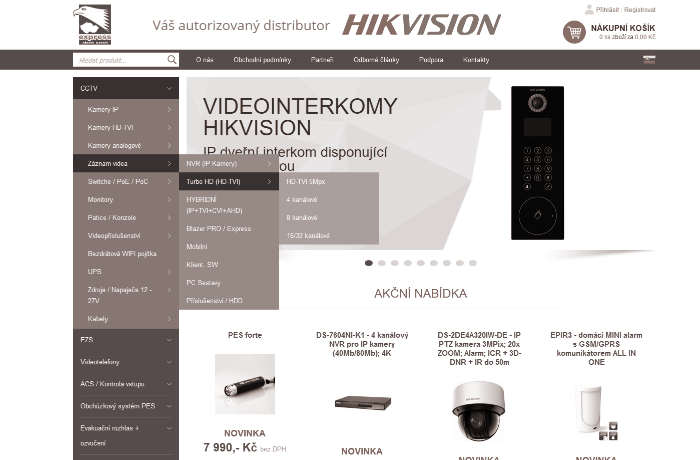 express
alarm czech
Váš autorizovaný distributor
HIKVISION
Přihlásit | Registrovat
NÁKUPNÍ KOŠÍK
0 ks zboží za 0,00 Kč
Hledat produkt...
O nás
Obchodní podmínky
Partneři
Odborné články
Podpora
Kontakty
CCTV
Kamery IP
Kamery HD TVI
Kamery analogové
Záznam videa
Switche / PoE / PoC
Monitory
Patice / Konzole
Videopříslušenství
Bezdrátová WIFI pojítka
UPS
Zdroje / Napaječe 12 -
27V
Kabely
EZS
Videotelefony
ACS / Kontrola vstupu
Obchůzkový systém PES
Evakuační rozhlas +
ozvučení
NVR (IP Kamery)
Turbo HD (HD-TVI)
HYBRIDNÍ
(IP+TVI+CVI+AHD)
Blazer PRO / Express
Mobilní
Klient. SW
PC Sestavy
Příslušenství / HDD
HD-TVI 5Mpx
4 kanálové
8 kanálové
16/32 kanálové
VIDEOINTERKOMY
HIKVISION
IP dveřní interkom disponující
ou
AKČNÍ NABÍDKA
PES forte
NOVINKA
7 990,- Kč bez DPH
DS-7604NI-K1 - 4 kanálový
NVR pro IP kamery
(40Mb/80Mb); 4K
NOVINKA
DS-2DE4A320IW-DE - IP
PTZ kamera 3MPix; 20x
ZOOM; Alarm; ICR + 3D-
DNR + IR do 50m
NOVINKA
EPIR3 - domácí MINI alarm
s GSM/GPRS
komunikátorem ALL IN
ONE
NOVINKA